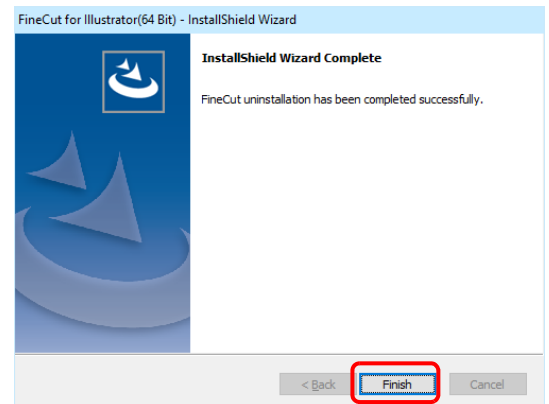 FineCut for Illustrator(64 Bit) - InstallShield Wizard
InstallShield Wizard Complete
FineCut uninstallation has been completed successfully.
< Back
Finish
Cancel